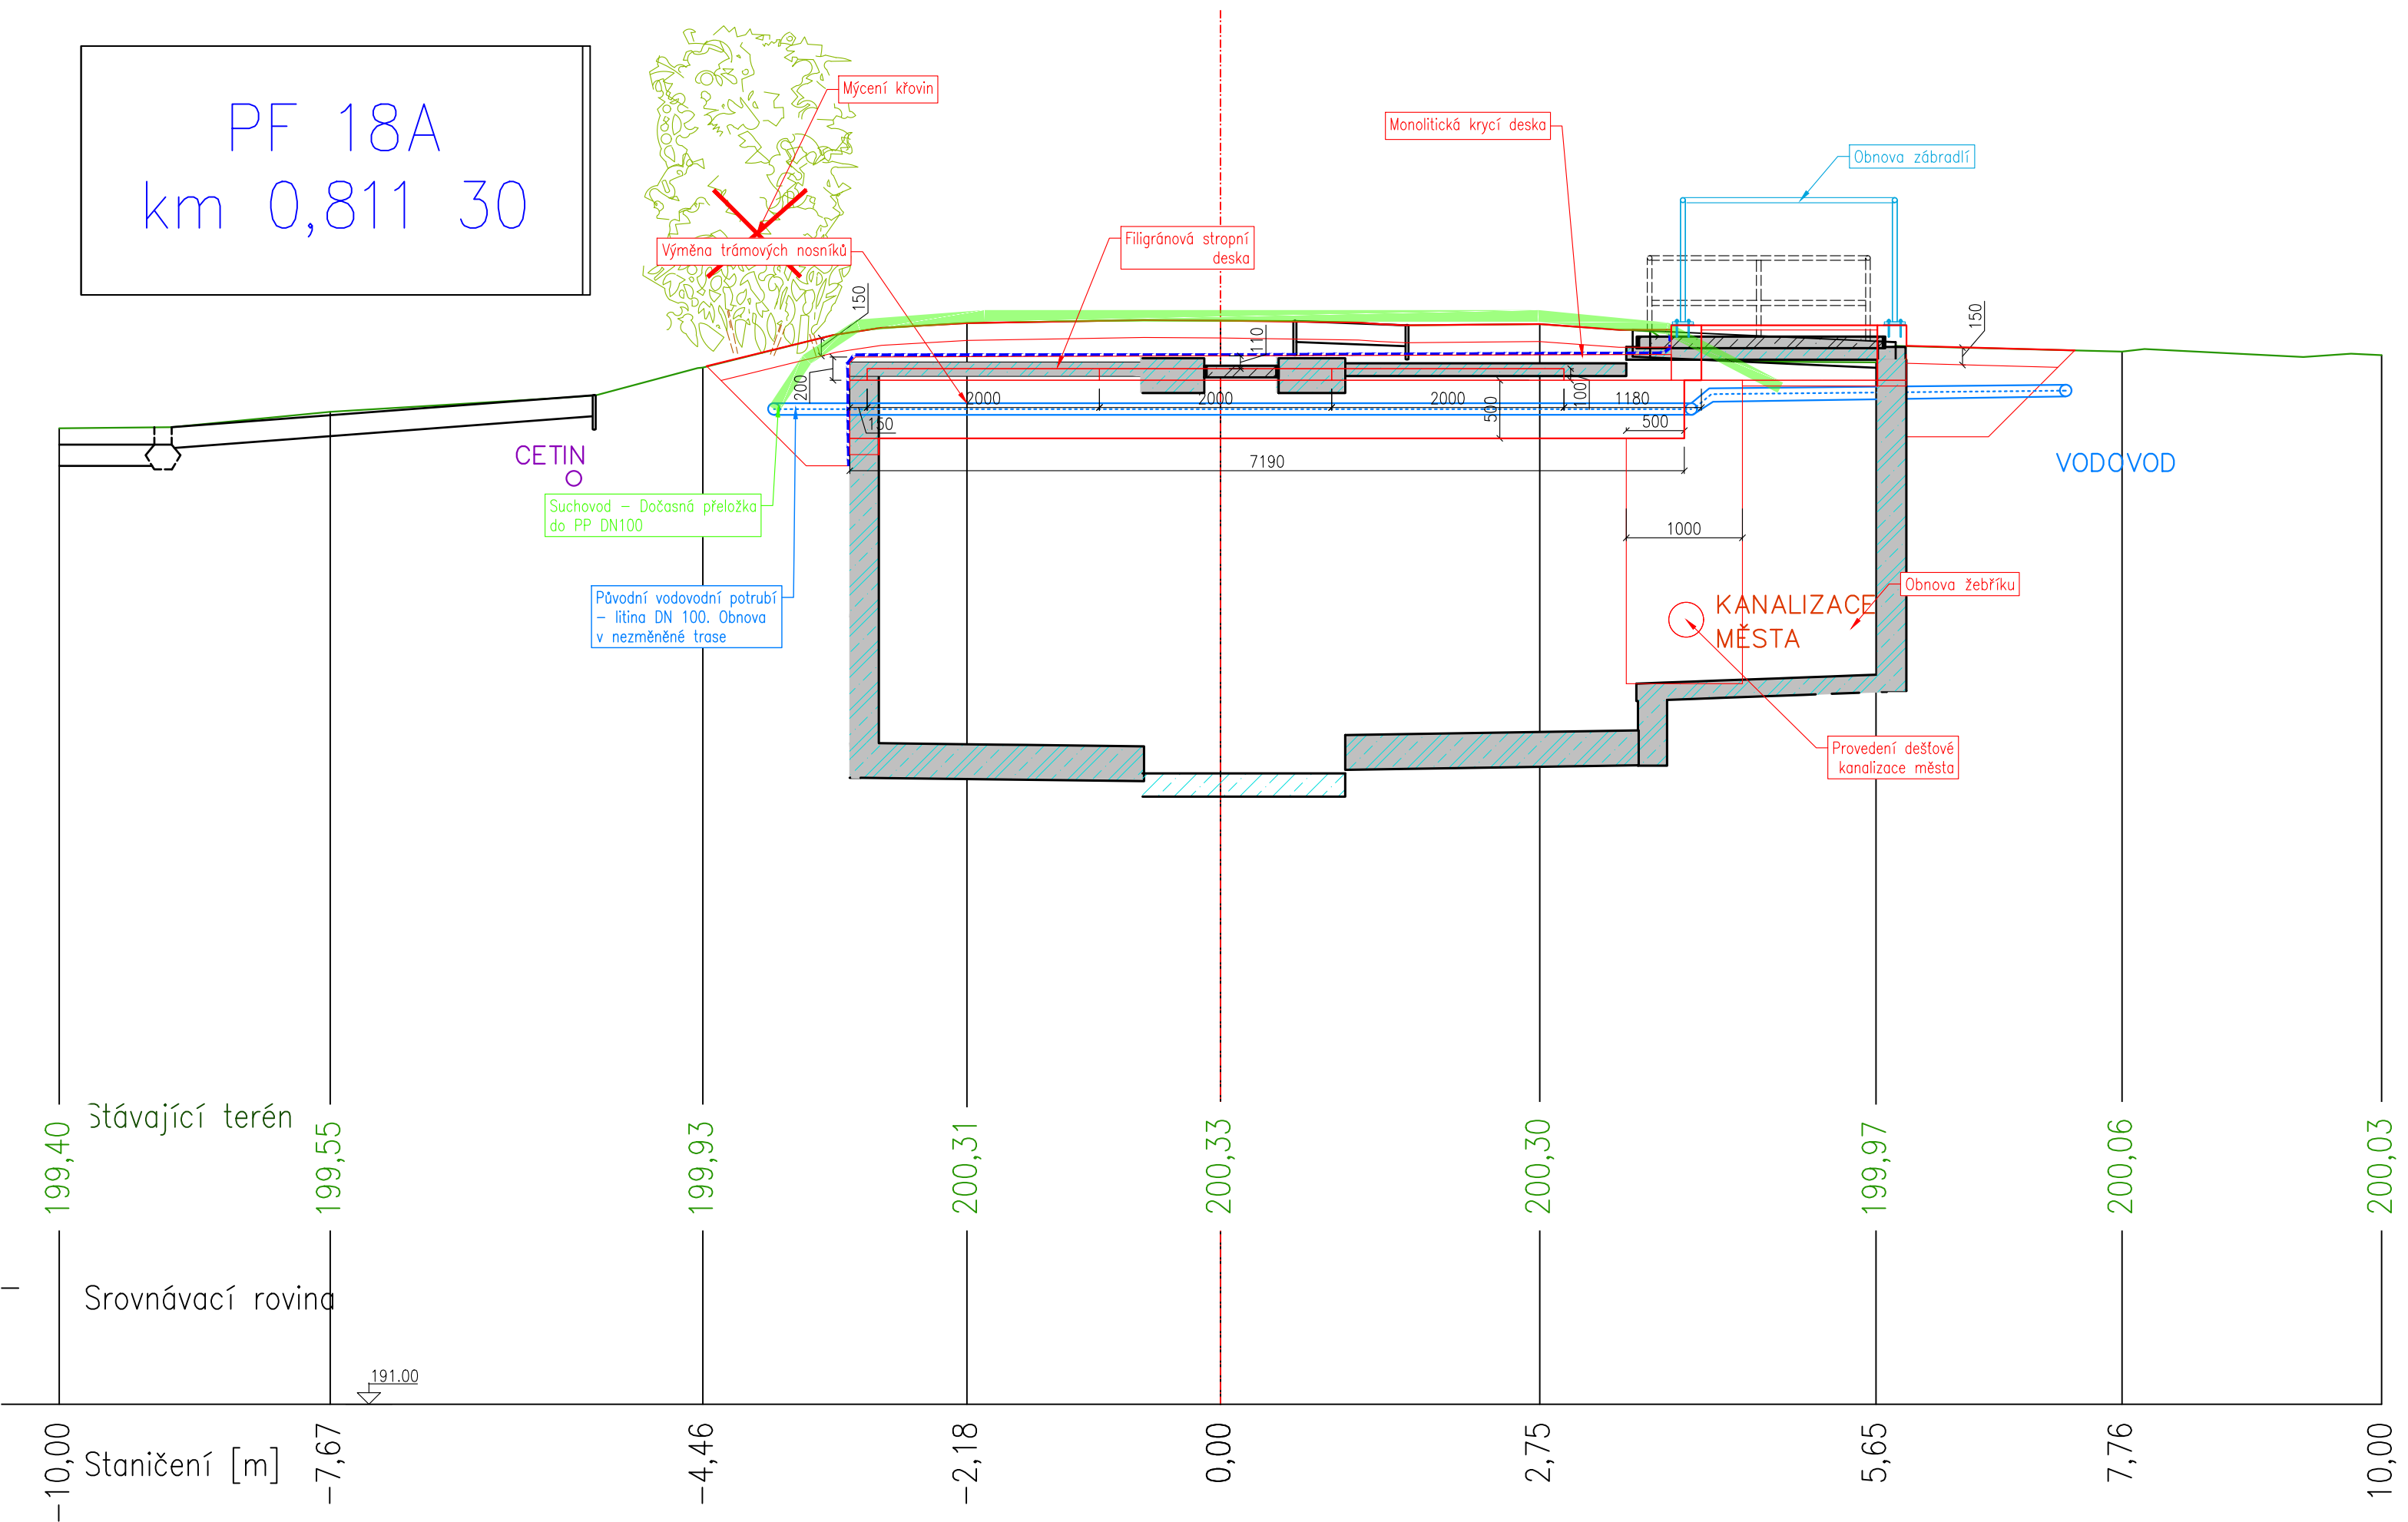 PF 18A
km 0,811 30
Mýcení křovin
Monolitická krycí deska
Obnova zábradlí
Výměna trámových nosníků
Filigránová stropní
deska
150
110
150
200
2000
2000
2000
100
1180
500
150
500
7190
CETIN
VODOVOD
Suchovod – Dočasná přeložka
do PP DN100
1000
Původní vodovodní potrubí
– litina DN 100. Obnova
v nezměněné trase
KANALIZACE
MĚSTA
Obnova žebříku
Provedení dešťové
kanalizace města
Stávající terén
199,40
199,55
199,93
200,31
200,33
200,30
199,97
200,06
200,03
Srovnávací rovina
191.00
Staničení [m]
–10,00
–7,67
–4,46
–2,18
0,00
2,75
5,65
7,76
10,00